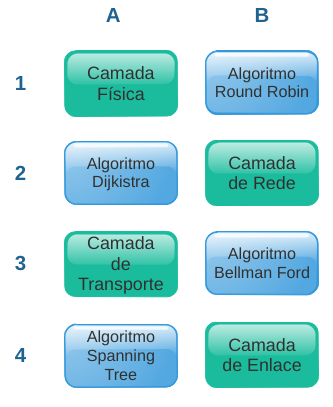 A B
1
Camada
Física
Algoritmo
Round Robin
2
Algoritmo
Dijkistra
Camada
de Rede
3
Camada
de
Transporte
Algoritmo
Bellman Ford
4
Algoritmo
Spanning
Tree
Camada
de Enlace